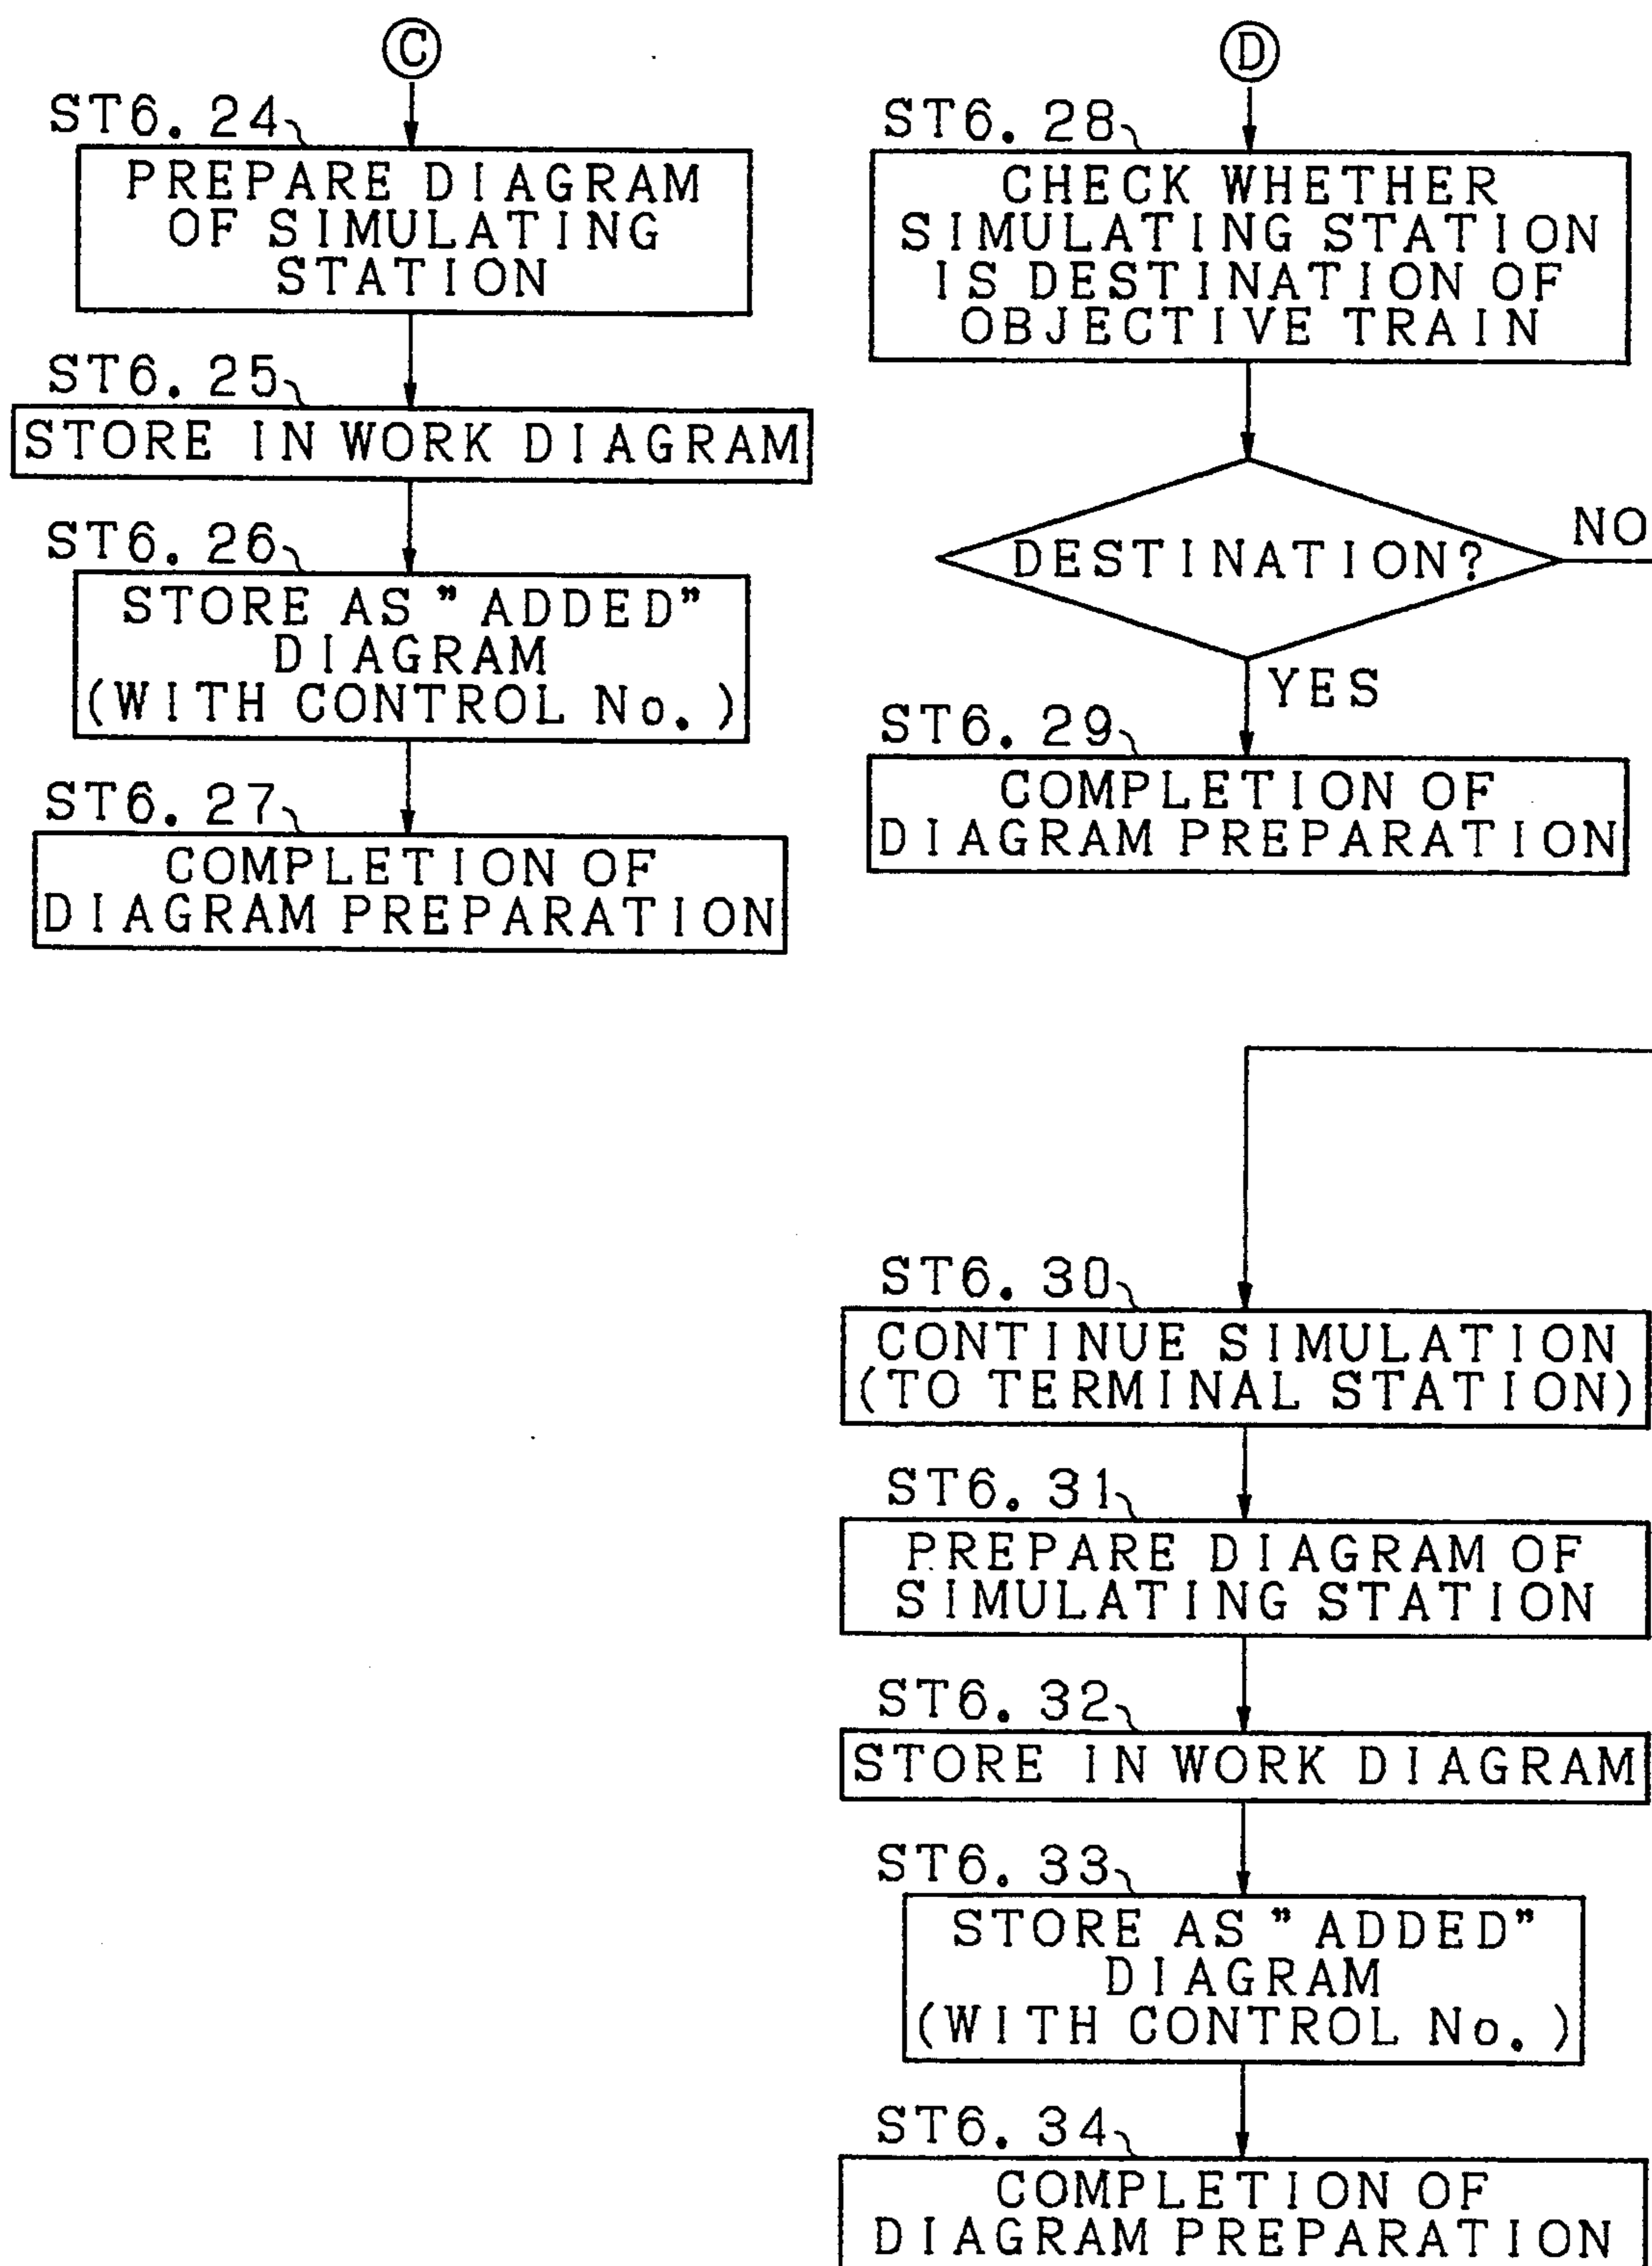 C
ST6. 24
PREPARE DIAGRAM
OF SIMULATING
STATION
ST6. 25
STORE IN WORK DIAGRAM
ST6. 26
STORE AS "ADDED"
DIAGRAM
(WITH CONTROL No. )
ST6. 27
COMPLETION OF
DIAGRAM PREPARATION
D
ST6. 28
CHECK WHETHER
SIMULATING STATION
IS DESTINATION OF
OBJECTIVE TRAIN
DESTINATION?
NO
YES
ST6. 29
COMPLETION OF
DIAGRAM PREPARATION
ST6. 30
CONTINUE SIMULATION
(TO TERMINAL STATION)
ST6. 31
PREPARE DIAGRAM OF
SIMULATING STATION
ST6. 32
STORE IN WORK DIAGRAM
ST6. 33
STORE AS "ADDED"
DIAGRAM
(WITH CONTROL No. )
ST6. 34
COMPLETION OF
DIAGRAM PREPARATION